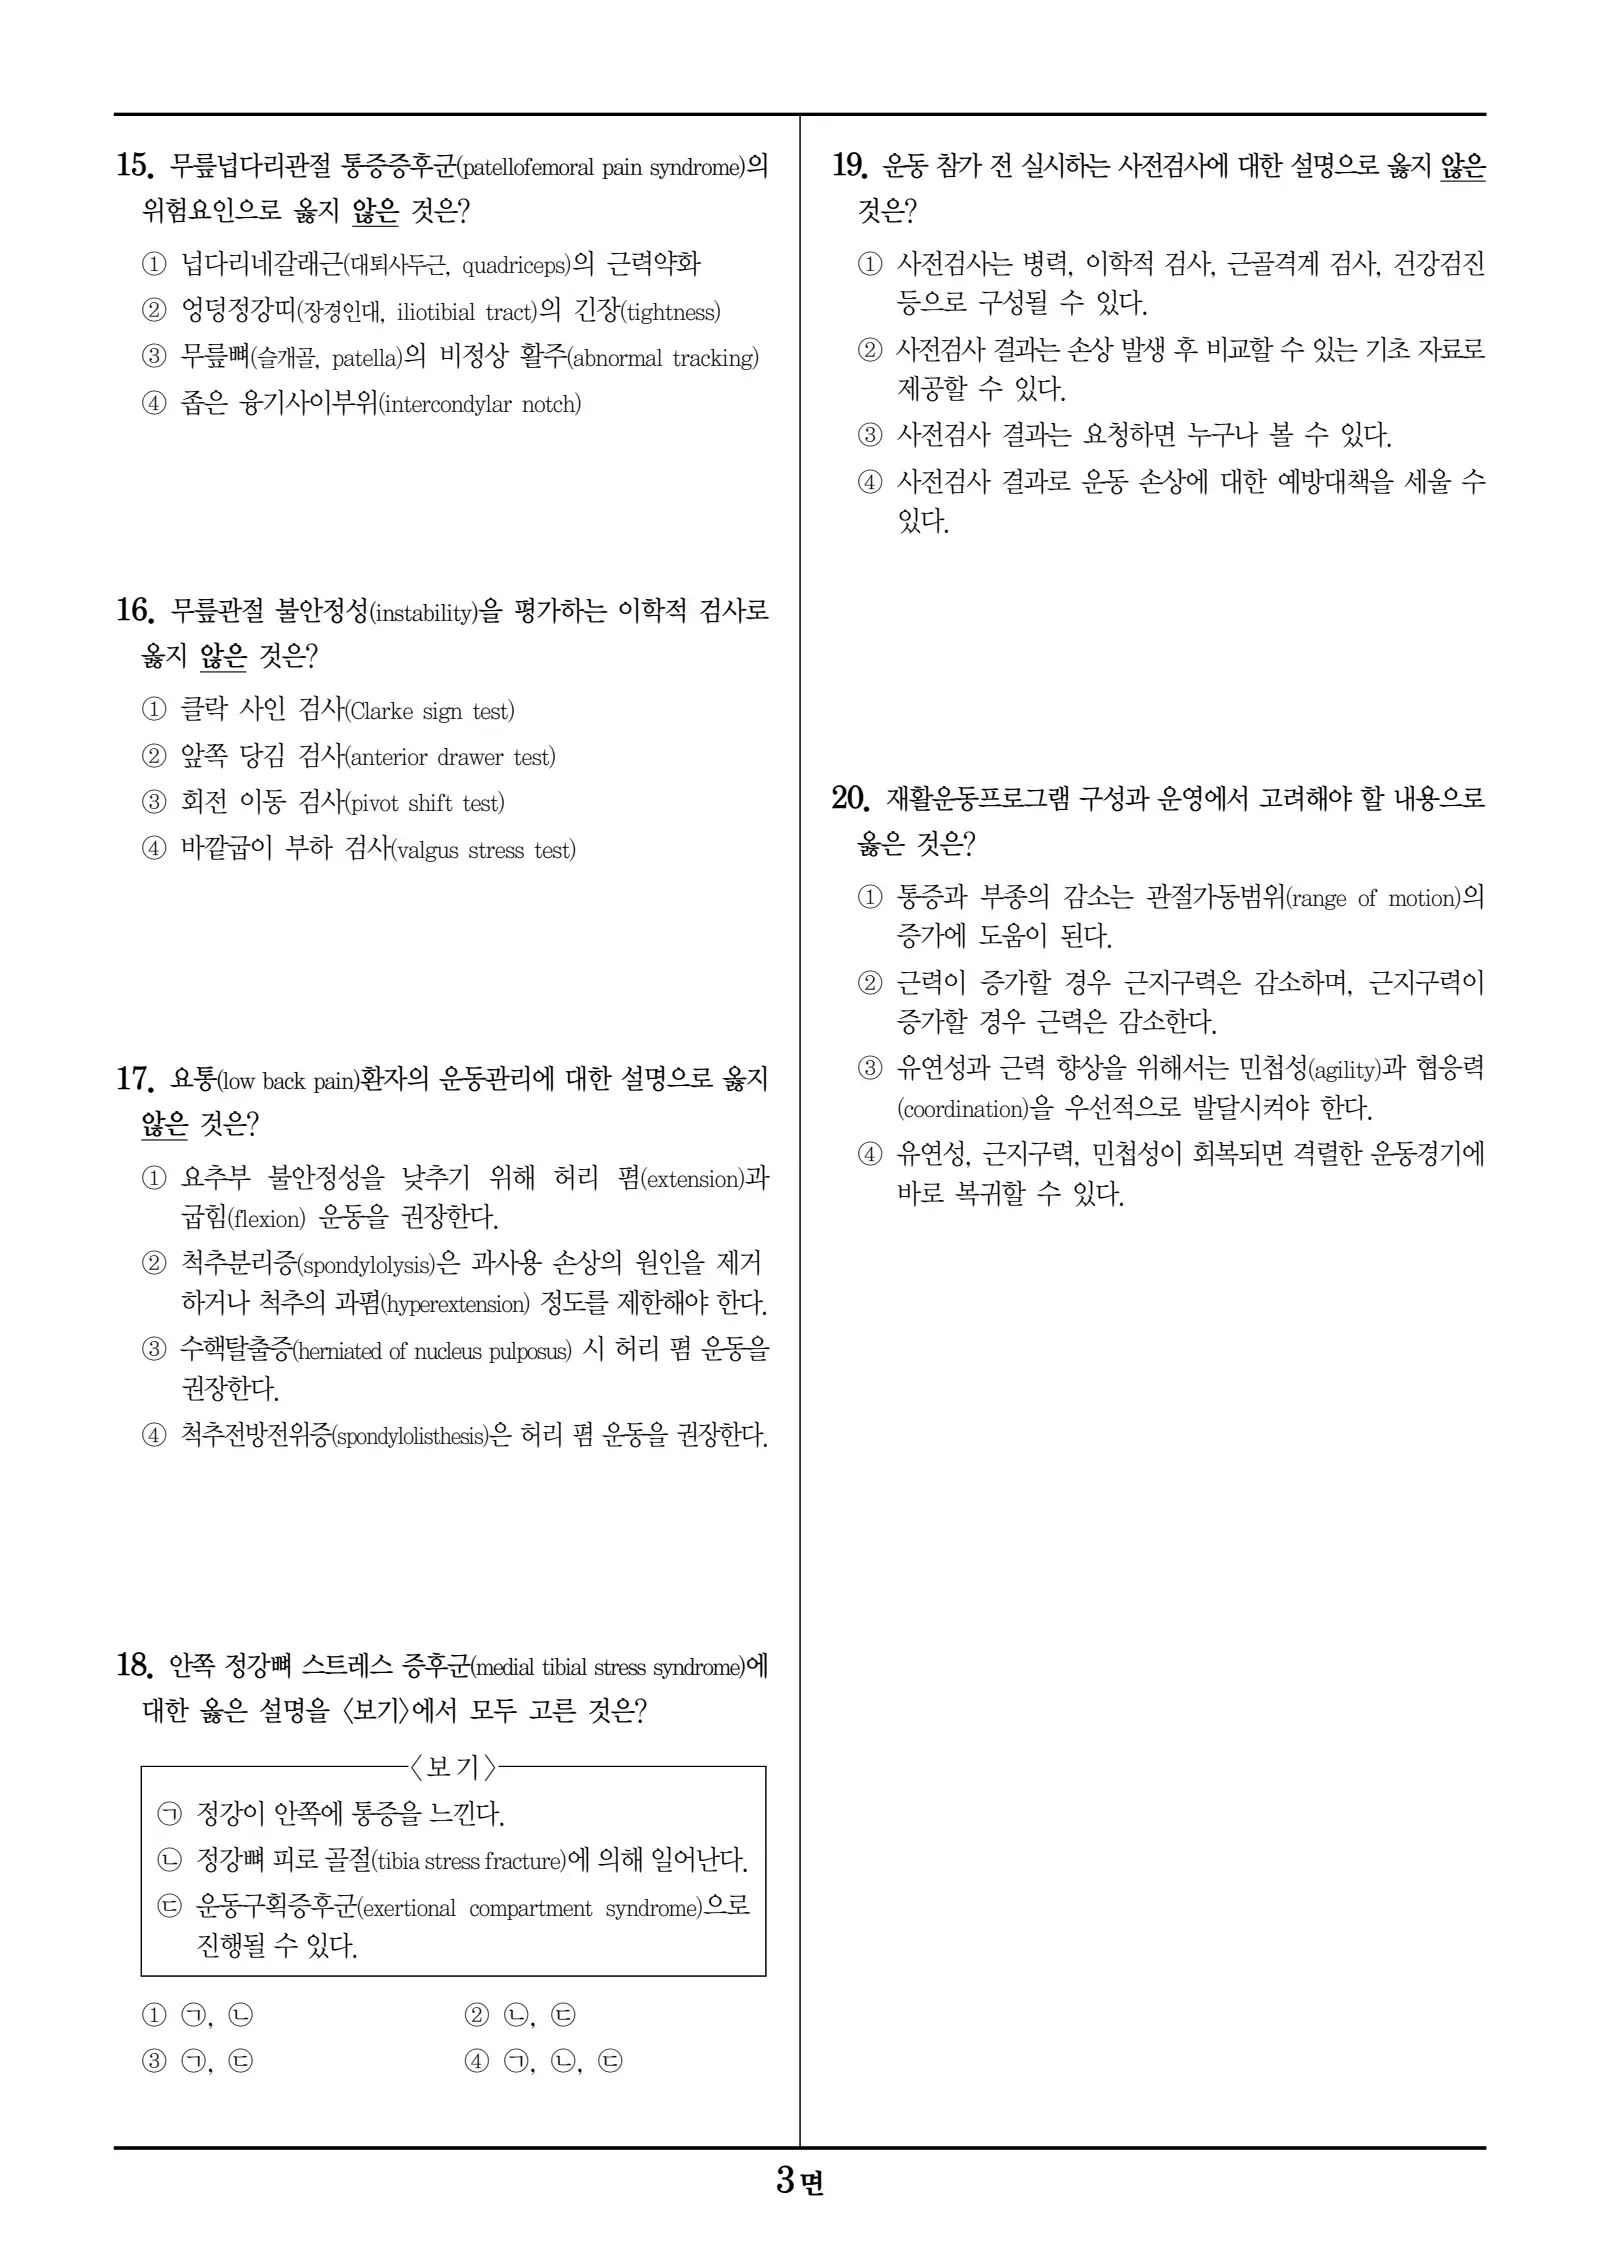 15. 무릎넙다리관절 통증증후군(patellofemoral pain syndrome)의
위험요인으로 옳지 않은 것은?
① 넙다리네갈래근(대퇴사두근, quadriceps)의 근력약화
② 엉덩정강띠(장경인대, iliotibial tract)의 긴장(tightness)
③ 무릎뼈(슬개골, patella)의 비정상 활주(abnormal tracking)
④ 좁은 융기사이부위(intercondylar notch)
16. 무릎관절 불안정성(instability)을 평가하는 이학적 검사로
옳지 않은 것은?
① 클락 사인 검사(Clarke sign test)
② 앞쪽 당김 검사(anterior drawer test)
③ 회전 이동 검사(pivot shift test)
④ 바깥굽이 부하 검사(valgus stress test)
17. 요통(low back pain)환자의 운동관리에 대한 설명으로 옳지
않은 것은?
① 요추부 불안정성을 낮추기 위해 허리 폄(extension)과
굽힘(flexion) 운동을 권장한다.
② 척추분리증(spondylolysis)은 과사용 손상의 원인을 제거
하거나 척추의 과폄(hyperextension) 정도를 제한해야 한다.
③ 수핵탈출증(herniated of nucleus pulposus) 시 허리 폄 운동을
권장한다.
④ 척추전방전위증(spondylolisthesis)은 허리 폄 운동을 권장한다.
18. 안쪽 정강뼈 스트레스 증후군(medial tibial stress syndrome)에
대한 옳은 설명을 〈보기〉에서 모두 고른 것은?
〈보기〉
㉠ 정강이 안쪽에 통증을 느낀다.
㉡ 정강뼈 피로 골절(tibia stress fracture)에 의해 일어난다.
㉢ 운동구획증후군(exertional compartment syndrome)으로
진행될 수 있다.
① ㉠, ㉡ ② ㉡, ㉢
③ ㉠, ㉢ ④ ㉠, ㉡, ㉢
19. 운동 참가 전 실시하는 사전검사에 대한 설명으로 옳지 않은
것은?
① 사전검사는 병력, 이학적 검사, 근골격계 검사, 건강검진
등으로 구성될 수 있다.
② 사전검사 결과는 손상 발생 후 비교할 수 있는 기초 자료로
제공할 수 있다.
③ 사전검사 결과는 요청하면 누구나 볼 수 있다.
④ 사전검사 결과로 운동 손상에 대한 예방대책을 세울 수
있다.
20. 재활운동프로그램 구성과 운영에서 고려해야 할 내용으로
옳은 것은?
① 통증과 부종의 감소는 관절가동범위(range of motion)의
증가에 도움이 된다.
② 근력이 증가할 경우 근지구력은 감소하며, 근지구력이
증가할 경우 근력은 감소한다.
③ 유연성과 근력 향상을 위해서는 민첩성(agility)과 협응력
(coordination)을 우선적으로 발달시켜야 한다.
④ 유연성, 근지구력, 민첩성이 회복되면 격렬한 운동경기에
바로 복귀할 수 있다.
3면